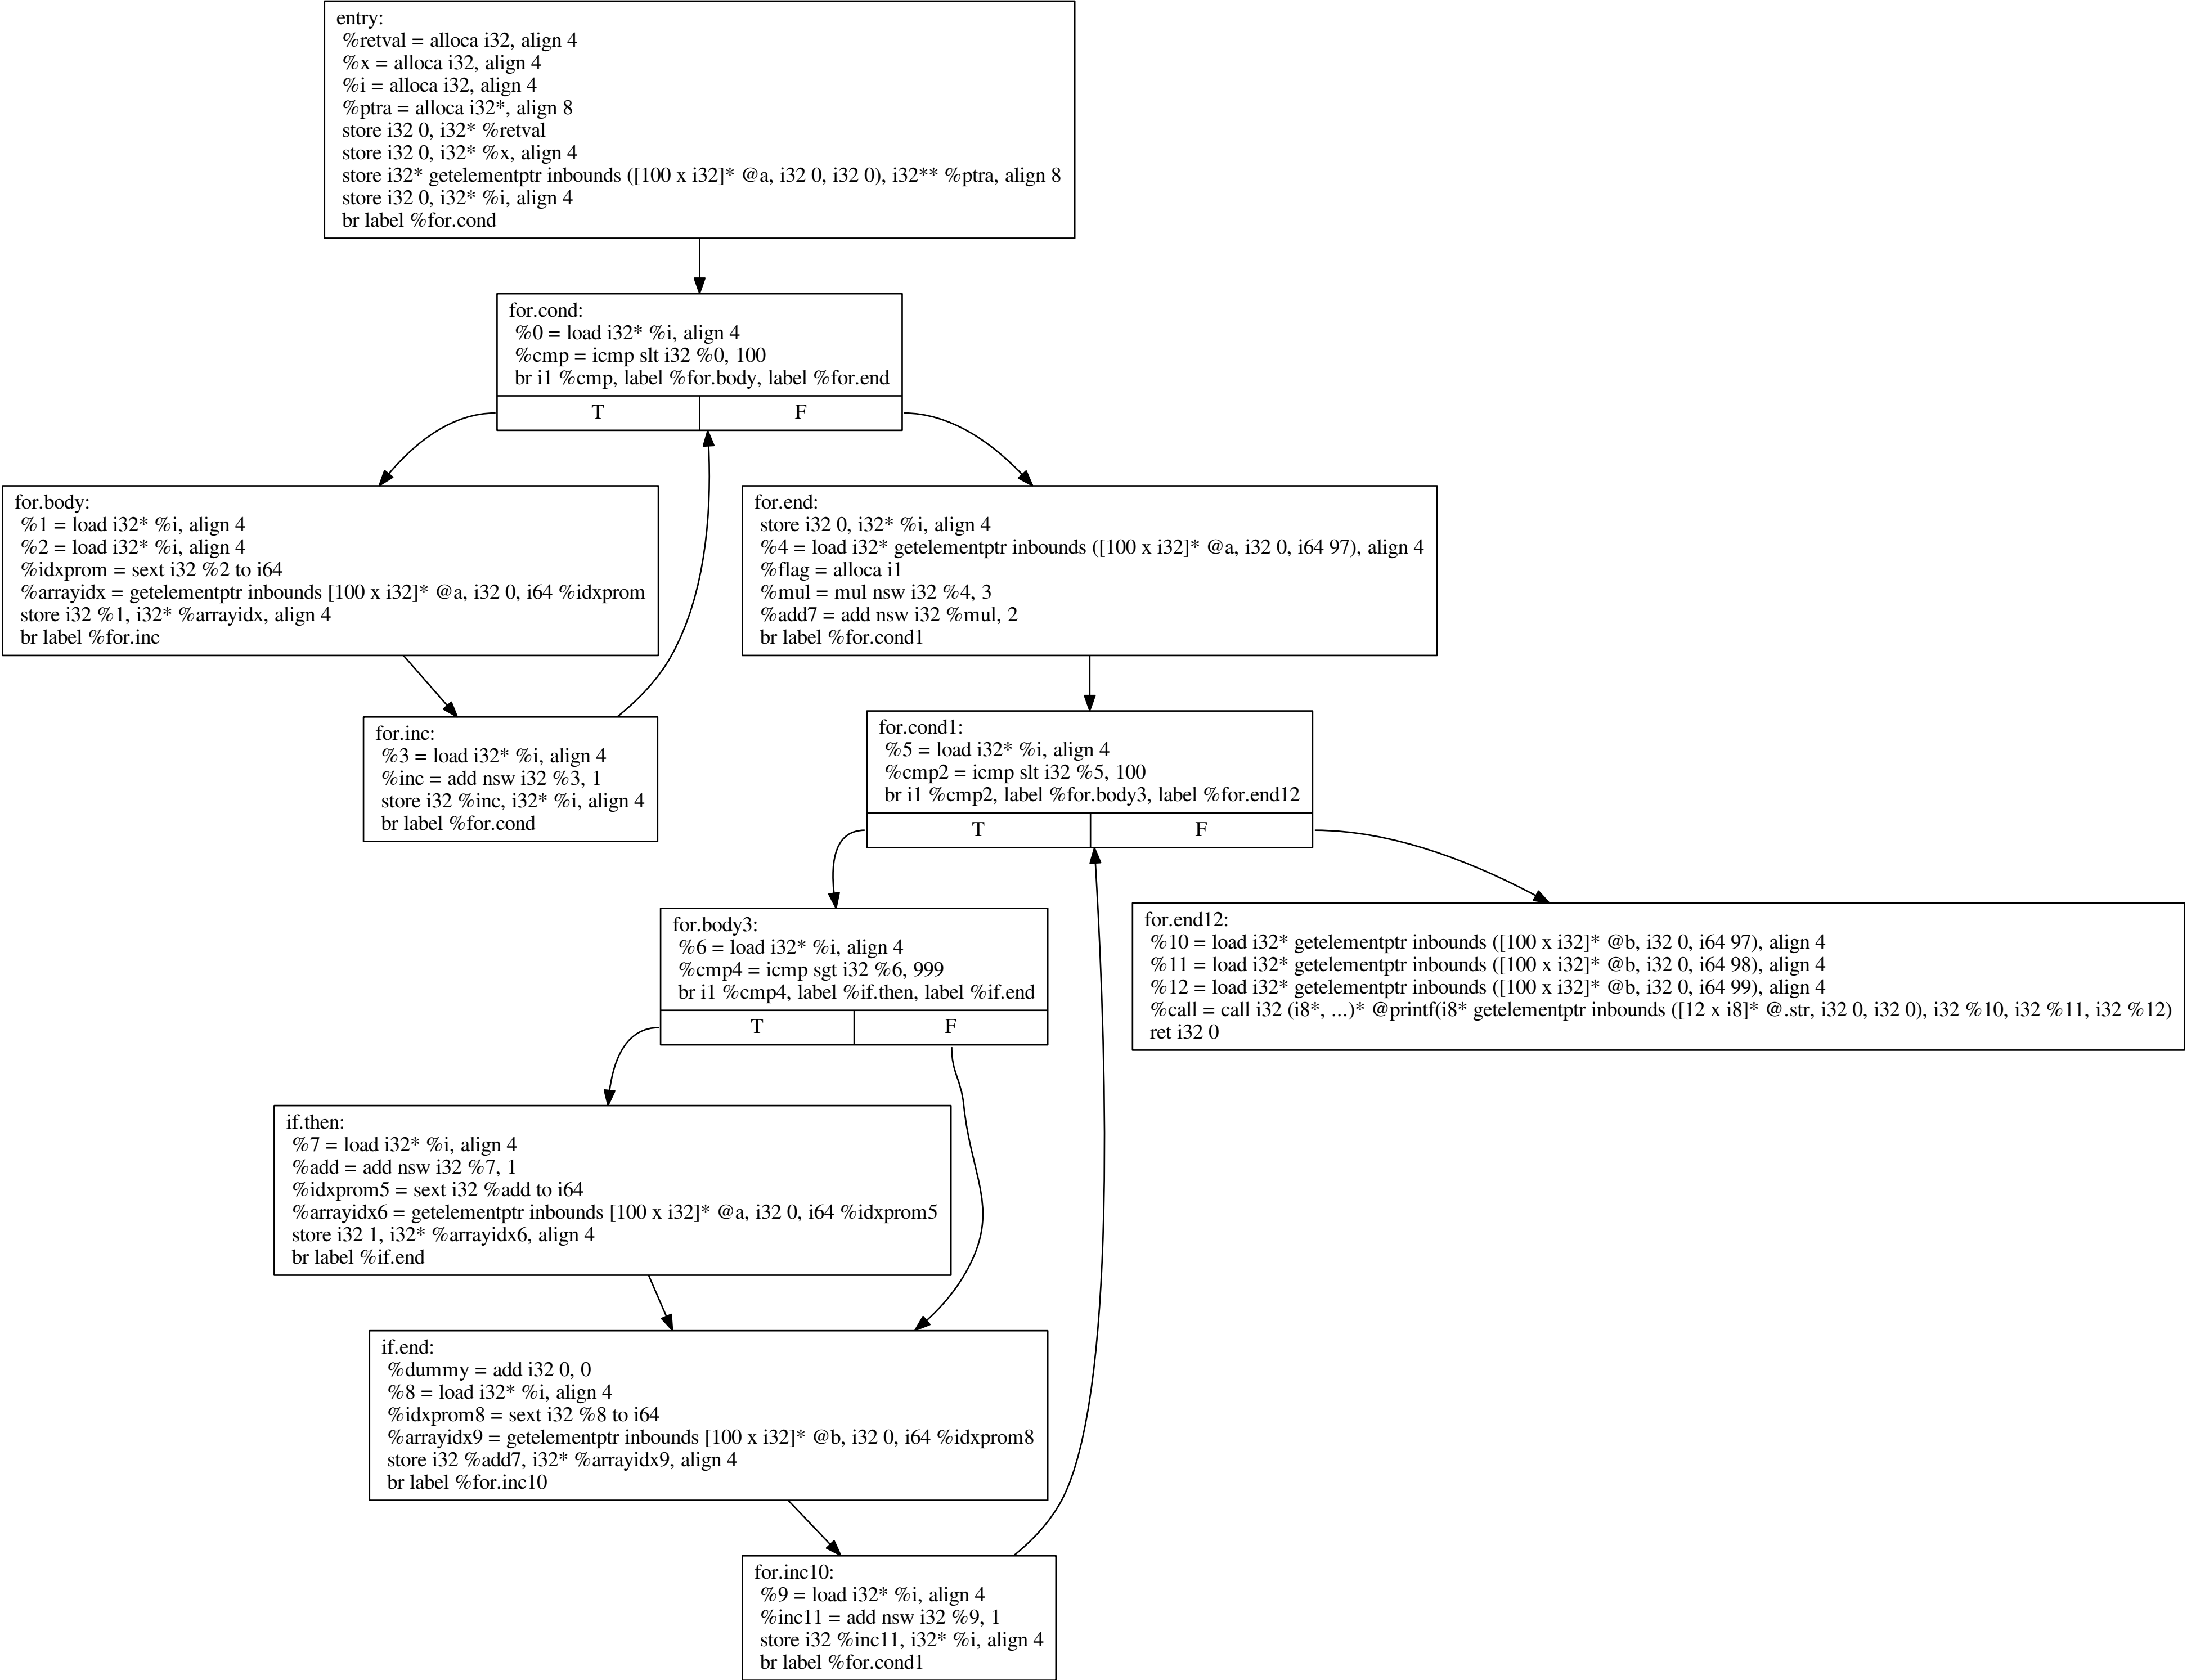 entry:
%retval = alloca i32, align 4
%x = alloca i32, align 4
%i = alloca i32, align 4
%ptra = alloca i32*, align 8
store i32 0, i32* %retval
store i32 0, i32* %x, align 4
store i32* getelementptr inbounds ([100 x i32]* @a, i32 0, i32 0), i32** %ptra, align 8
store i32 0, i32* %i, align 4
br label %for.cond
for.cond:
%0 = load i32* %i, align 4
%cmp = icmp slt i32 %0, 100
br i1 %cmp, label %for.body, label %for.end
T
F
for.body:
%1 = load i32* %i, align 4
%2 = load i32* %i, align 4
%idxprom = sext i32 %2 to i64
%arrayidx = getelementptr inbounds [100 x i32]* @a, i32 0, i64 %idxprom
store i32 %1, i32* %arrayidx, align 4
br label %for.inc
for.end:
store i32 0, i32* %i, align 4
%4 = load i32* getelementptr inbounds ([100 x i32]* @a, i32 0, i64 97), align 4
%flag = alloca i1
%mul = mul nsw i32 %4, 3
%add7 = add nsw i32 %mul, 2
br label %for.cond1
for.inc:
%3 = load i32* %i, align 4
%inc = add nsw i32 %3, 1
store i32 %inc, i32* %i, align 4
br label %for.cond
for.cond1:
%5 = load i32* %i, align 4
%cmp2 = icmp slt i32 %5, 100
br i1 %cmp2, label %for.body3, label %for.end12
T
F
for.body3:
%6 = load i32* %i, align 4
%cmp4 = icmp sgt i32 %6, 999
br i1 %cmp4, label %if.then, label %if.end
T
F
for.end12:
%10 = load i32* getelementptr inbounds ([100 x i32]* @b, i32 0, i64 97), align 4
%11 = load i32* getelementptr inbounds ([100 x i32]* @b, i32 0, i64 98), align 4
%12 = load i32* getelementptr inbounds ([100 x i32]* @b, i32 0, i64 99), align 4
%call = call i32 (i8*, ...)* @printf(i8* getelementptr inbounds ([12 x i8]* @.str, i32 0, i32 0), i32 %10, i32 %11, i32 %12)
ret i32 0
if.then:
%7 = load i32* %i, align 4
%add = add nsw i32 %7, 1
%idxprom5 = sext i32 %add to i64
%arrayidx6 = getelementptr inbounds [100 x i32]* @a, i32 0, i64 %idxprom5
store i32 1, i32* %arrayidx6, align 4
br label %if.end
if.end:
%dummy = add i32 0, 0
%8 = load i32* %i, align 4
%idxprom8 = sext i32 %8 to i64
%arrayidx9 = getelementptr inbounds [100 x i32]* @b, i32 0, i64 %idxprom8
store i32 %add7, i32* %arrayidx9, align 4
br label %for.inc10
for.inc10:
%9 = load i32* %i, align 4
%inc11 = add nsw i32 %9, 1
store i32 %inc11, i32* %i, align 4
br label %for.cond1